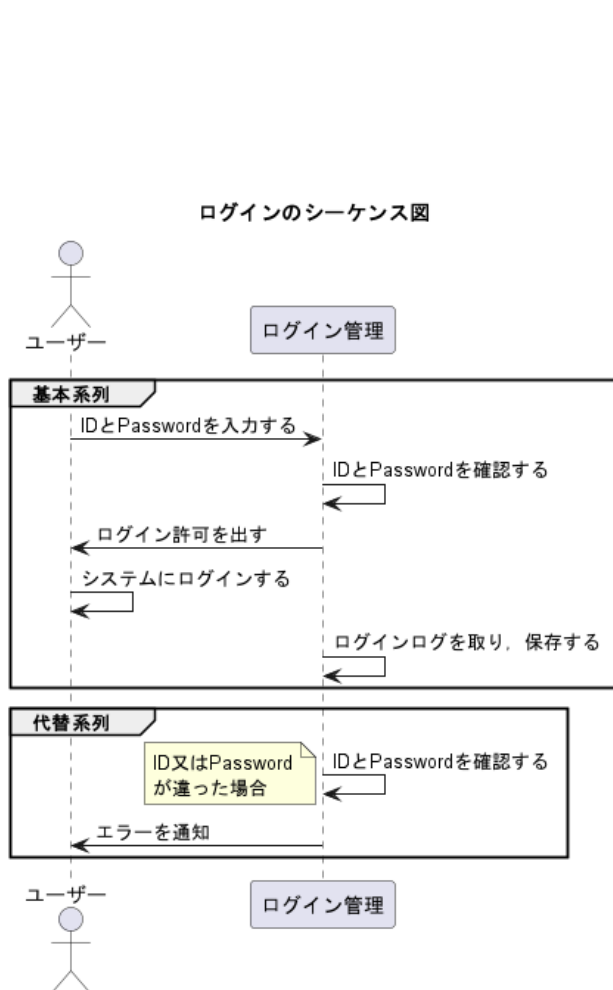 ログインのシーケンス図
ユーザー
ログイン管理
基本系列
IDとPasswordを入力する
IDとPasswordを確認する
ログイン許可を出す
システムにログインする
ログインログを取り，保存する
代替系列
ID又はPassword
が違った場合
IDとPasswordを確認する
エラーを通知
ユーザー
ログイン管理